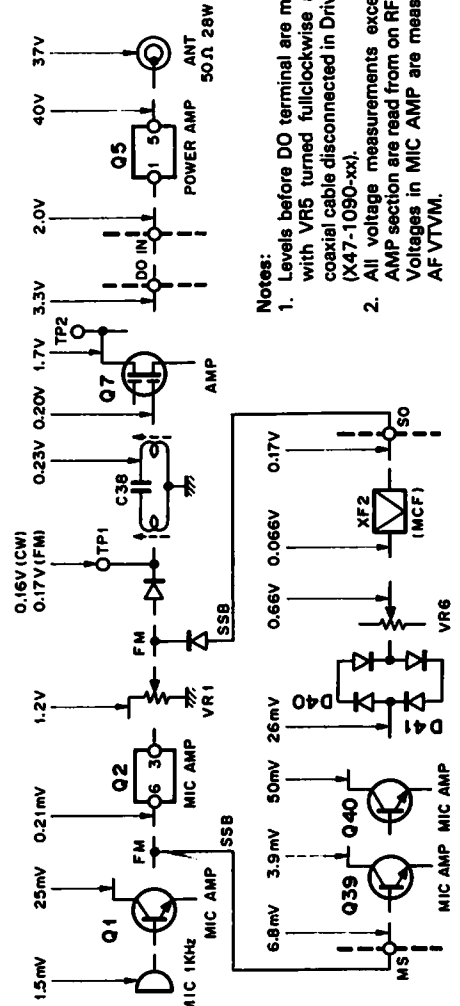 1.5mV
25mV
0.21mV
1.2V
0.16V (CW)
0.17V (FM)
0.23V
0.20V
1.7V
3.3V
2.0V
40V
37V
MIC 1KHz
Q1
MIC AMP
FM
SSB
Q2
6 3
MIC AMP
VR1
FM
SSB
TP1
C38
Q7
TP2
AMP
DO IN
Q5
1 5
POWER AMP
ANT
50Ω 28W
6.8mV
3.9mV
50mV
26mV
0.66V
0.066V
0.17V
MS
Q39
MIC AMP
Q40
MIC AMP
D40
D41
VR6
XF2
(MCF)
SO
Notes:
1. Levels before DO terminal are
with VR5 turned fullclockwise
coaxial cable disconnected in
(X47-1090-xx).
2. All voltage measurements
AMP section are read from on RF
Voltages in MIC AMP are
AF VTVM.